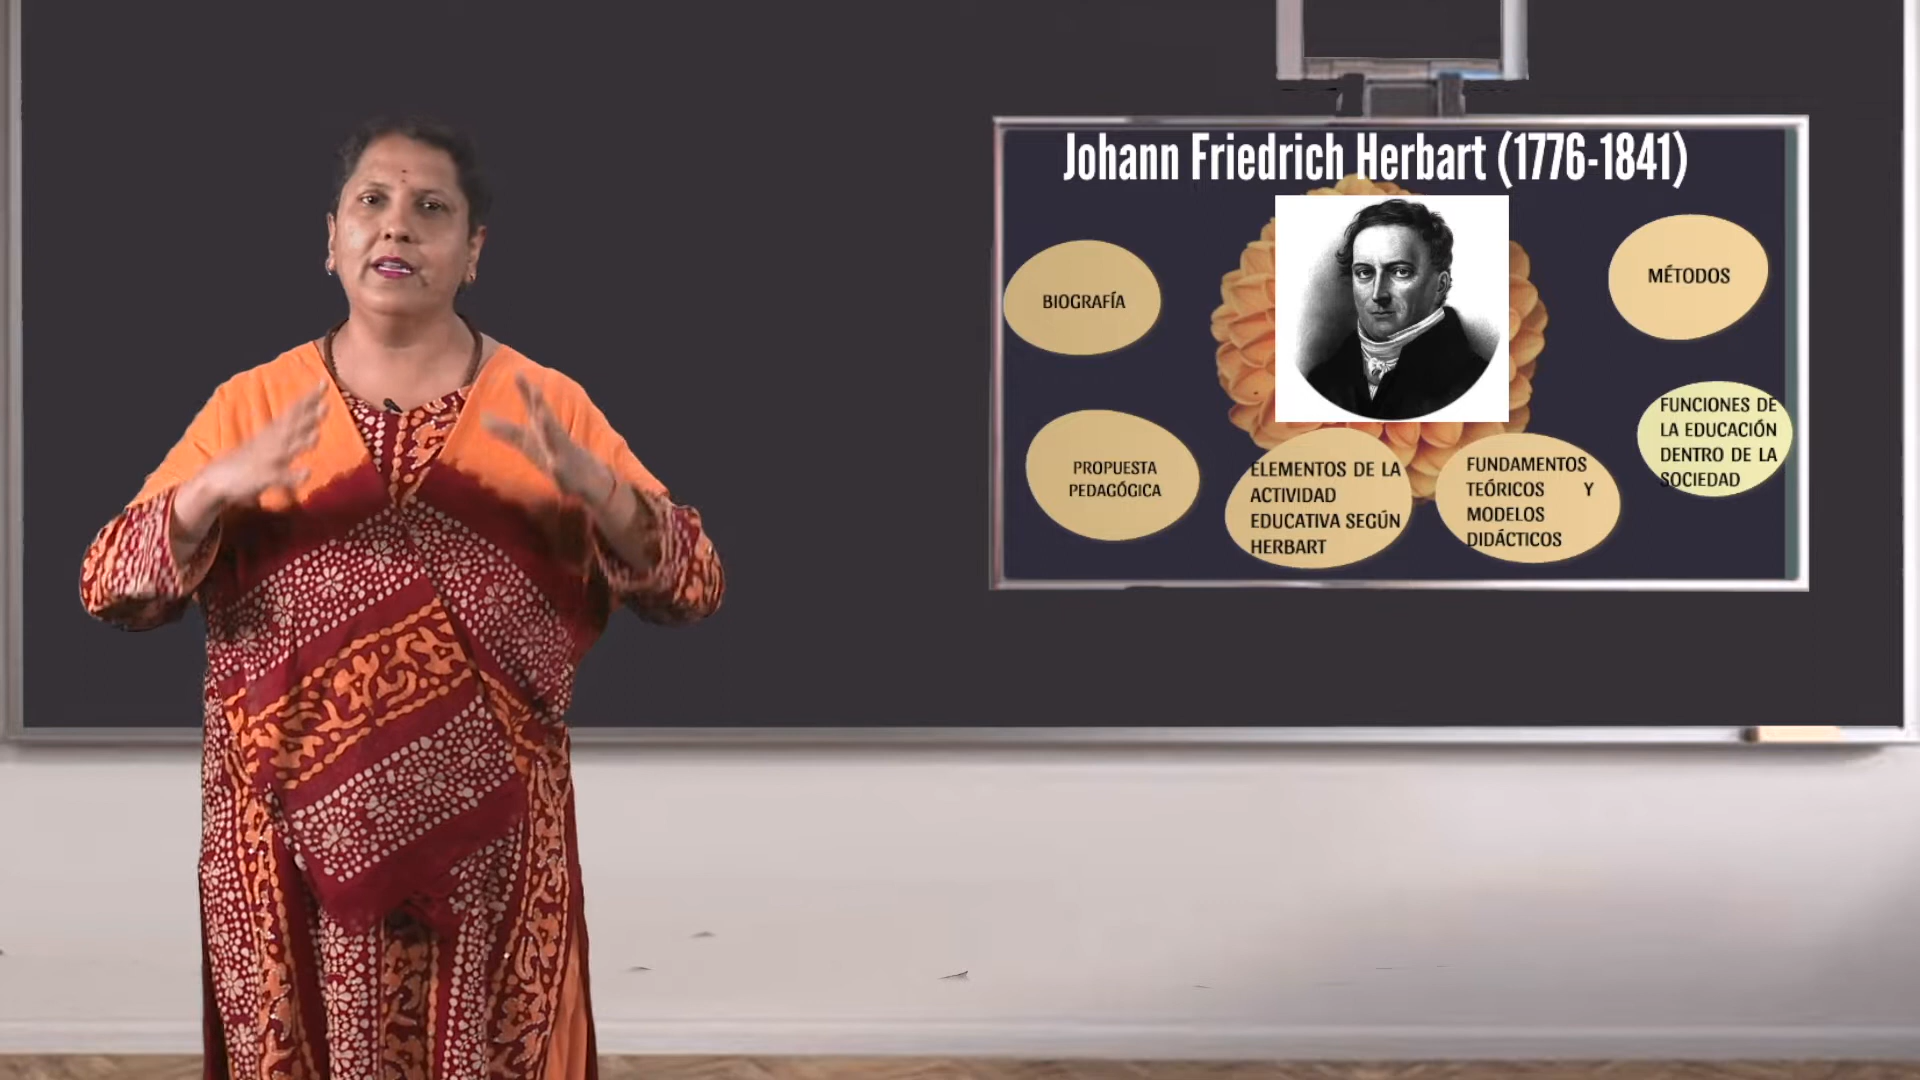 Johann Friedrich Herbart (1776-1841)
BIOGRAFÍA
PROPUESTA
PEDAGÓGICA
ELEMENTOS DE LA
ACTIVIDAD
EDUCATIVA SEGÚN
HERBART
FUNDAMENTOS
TEÓRICOS Y
MODELOS
DIDÁCTICOS
MÉTODOS
FUNCIONES DE
LA EDUCACIÓN
DENTRO DE LA
SOCIEDAD